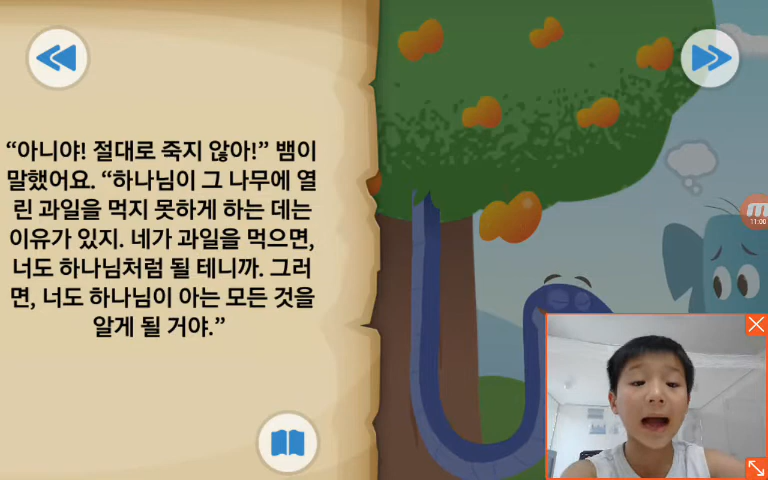 “아니야! 절대로 죽지 않아!” 뱀이
말했어요. “하나님이 그 나무에 열
린 과일을 먹지 못하게 하는 데는
이유가 있지. 네가 과일을 먹으면,
너도 하나님처럼 될 테니까. 그러
면, 너도 하나님이 아는 모든 것을
알게 될 거야.”
11:00